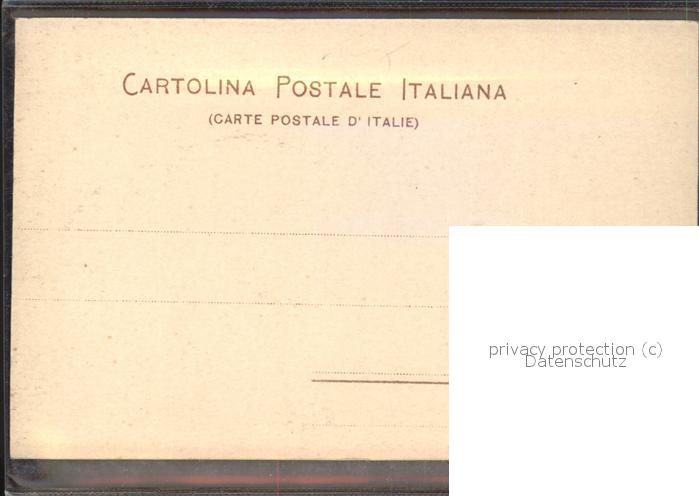 CARTOLINA POSTALE ITALIANA
(CARTE POSTALE D' ITALIE)
privacy protection (c)
Datenschutz